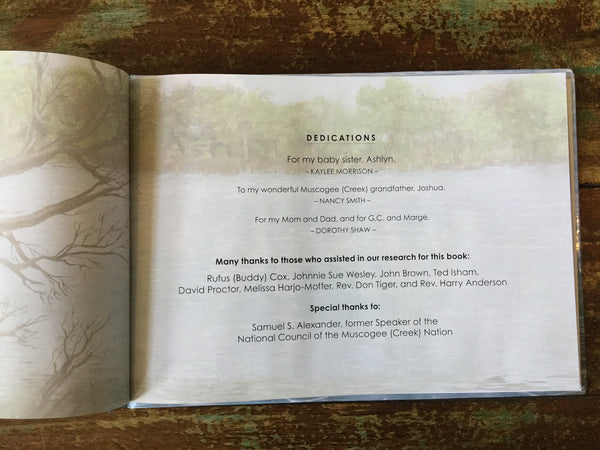 DEDICATIONS
For my baby sister, Ashlyn.
– KAYLEE MORRISON –
To my wonderful Muscogee (Creek) grandfather, Joshua.
– NANCY SMITH –
For my Mom and Dad, and for G.C. and Marge.
– DOROTHY SHAW –
Many thanks to those who assisted in our research for this book:
Rufus (Buddy) Cox, Johnnie Sue Wesley, John Brown, Ted Isham,
David Proctor, Melissa Harjo-Moffer, Rev. Don Tiger, and Rev. Harry Anderson
Special thanks to:
Samuel S. Alexander, former Speaker of the
National Council of the Muscogee (Creek) Nation